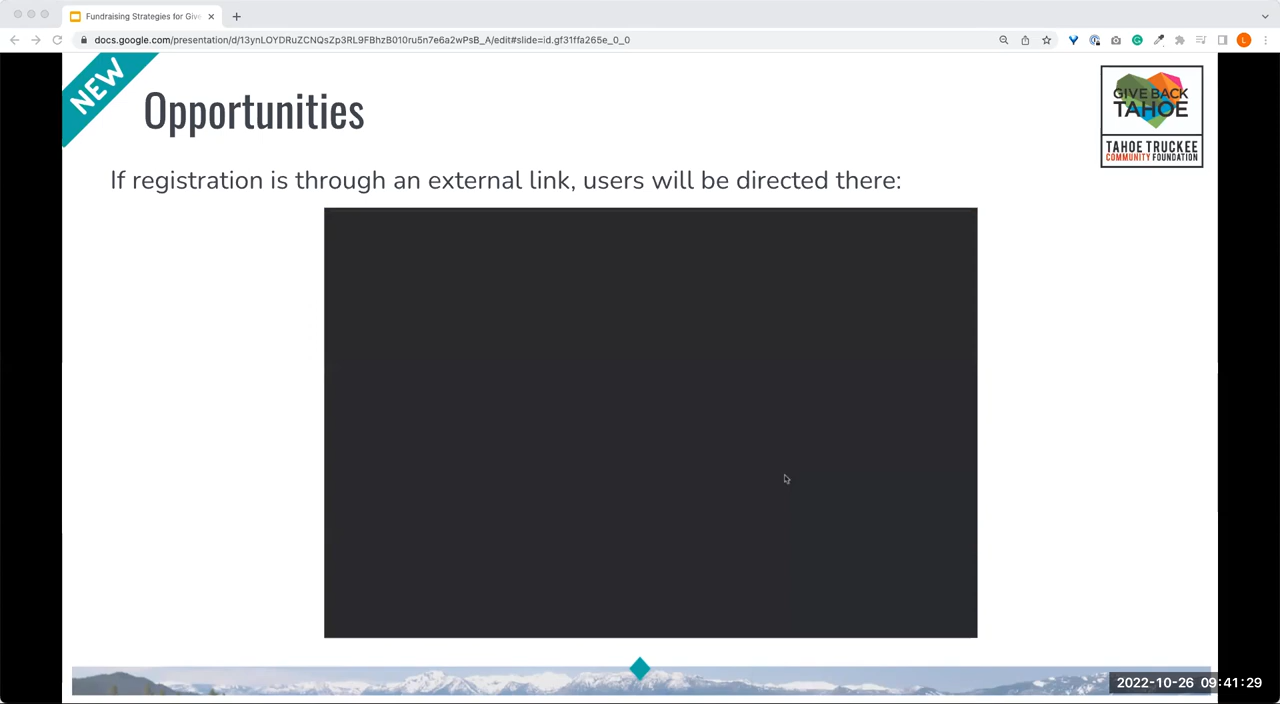 Fundraising Strategies for Give
docs.google.com/presentation/d/13ynLOYDRuZCNQsZp3RL9FBhzB010ru5n7e6a2wPsB_A/edit#slide=id.gf31ffa265e_0_0
L
NEW
Opportunities
GIVE BACK
TAHOE
TAHOE TRUCKEE
COMMUNITY FOUNDATION
If registration is through an external link, users will be directed there:
2022-10-26 09:41:29